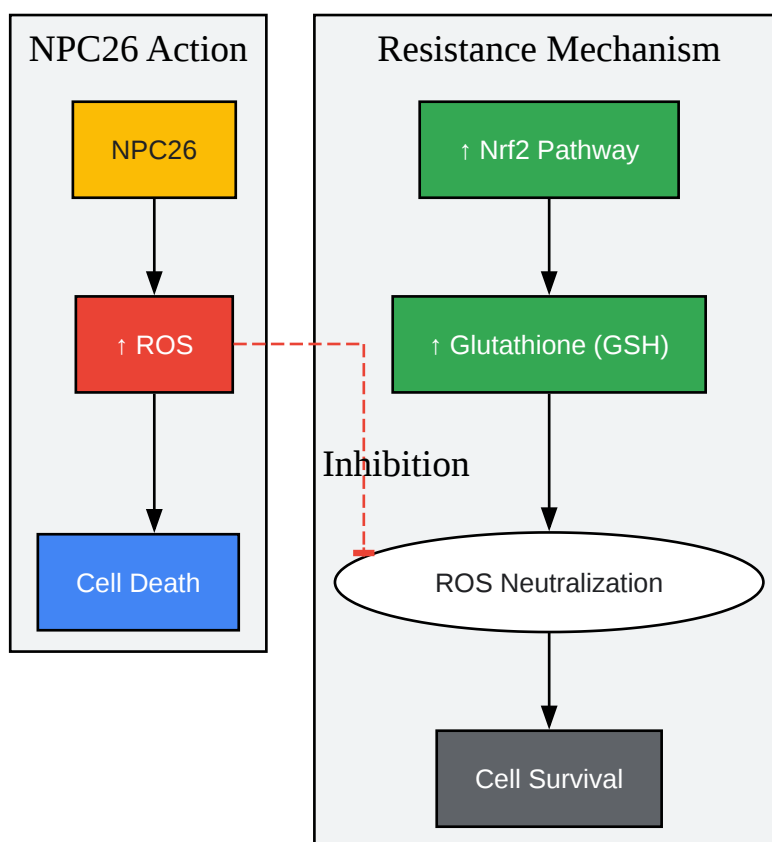 NPC26 Action
NPC26
↑ ROS
Cell Death
Resistance Mechanism
↑ Nrf2 Pathway
↑ Glutathione (GSH)
Inhibition
ROS Neutralization
Cell Survival